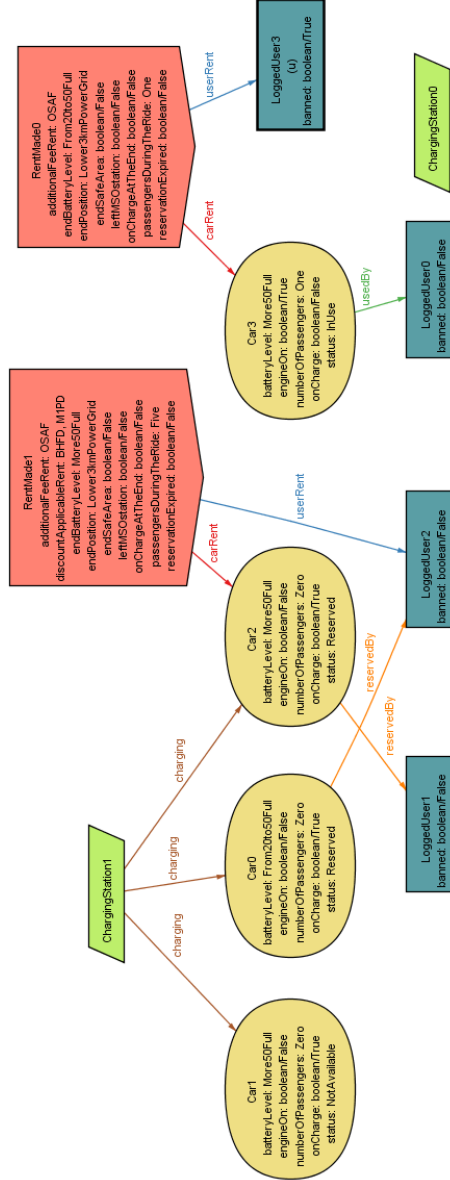 RentMade0
additionalFeeRent: OSAF
endBatteryLevel: From20to50Full
endPosition: Lower3kmPowerGrid
endSafeArea: boolean/False
leftMSOstation: boolean/False
onChargeAtTheEnd: boolean/False
passengersDuringTheRide: One
reservationExpired: boolean/False
RentMade1
additionalFeeRent: OSAF
discountApplicableRent: BHFD, M1PD
endBatteryLevel: More50Full
endPosition: Lower3kmPowerGrid
endSafeArea: boolean/False
leftMSOstation: boolean/False
onChargeAtTheEnd: boolean/False
passengersDuringTheRide: Five
reservationExpired: boolean/False
ChargingStation1
charging
charging
charging
carRent
userRent
carRent
userRent
Car1
batteryLevel: More50Full
engineOn: boolean/False
numberOfPassengers: Zero
onCharge: boolean/True
status: NotAvailable
Car0
batteryLevel: From20to50Full
engineOn: boolean/False
numberOfPassengers: Zero
onCharge: boolean/True
status: Reserved
Car2
batteryLevel: More50Full
engineOn: boolean/False
numberOfPassengers: Zero
onCharge: boolean/True
status: Reserved
Car3
batteryLevel: More50Full
engineOn: boolean/True
numberOfPassengers: One
onCharge: boolean/False
status: InUse
LoggedUser3
(u)
banned: boolean/True
reservedBy
reservedBy
usedBy
LoggedUser1
banned: boolean/False
LoggedUser2
banned: boolean/False
LoggedUser0
banned: boolean/False
ChargingStation0